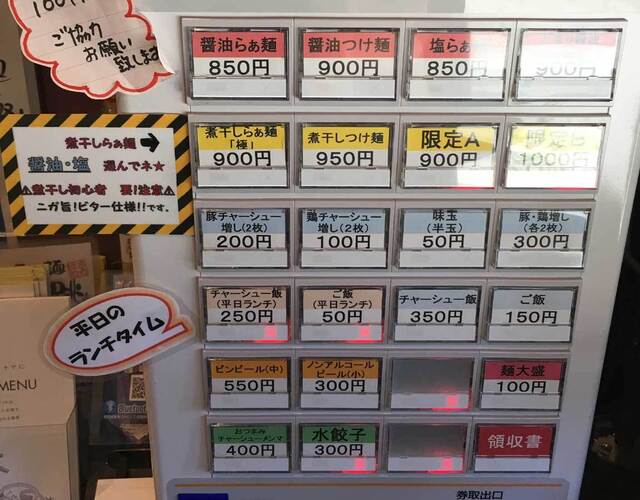 ご協力
お願い
致します
醤油らぁ麺
850円
醤油つけ麺
900円
塩らぁ
850円
900円
煮干しらぁ麺
醤油・塩 選んでネ★
⚠煮干し初心者 要!注意⚠
ニガ旨!ビター仕様!!です。
煮干しらぁ麺
「極」
900円
煮干しつけ麺
950円
限定A
900円
限定B
1000円
豚チャーシュー
増し(2枚)
200円
鶏チャーシュー
増し(2枚)
100円
味玉
(半玉)
50円
豚・鶏増し
(各2枚)
300円
平日の
ランチタイム
チャーシュー飯
(平日ランチ)
250円
ご飯
(平日ランチ)
50円
チャーシュー飯
350円
ご飯
150円
MENU
ビンビール(中)
550円
ノンアルコール
ビール(小)
300円
麺大盛
100円
おつまみ
チャーシューメンマ
400円
水餃子
300円
領収書
券取出口